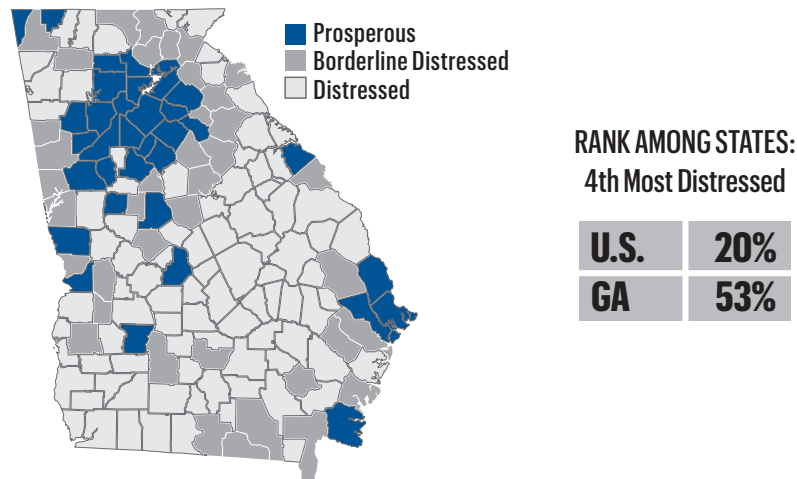 Prosperous
Borderline Distressed
Distressed
RANK AMONG STATES:
4th Most Distressed
U.S. 20%
GA 53%